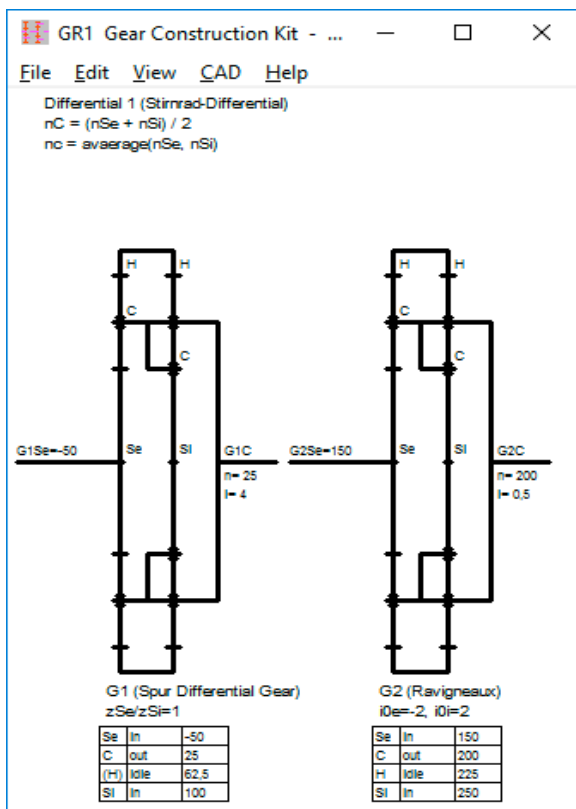 GR1 Gear Construction Kit - ...
File Edit View CAD Help
Differential 1 (Stirnrad-Differential)
nC = (nSe + nSi) / 2
nc = avaerage(nSe, nSi)
H H H H
C C
C C
G1Se=-50 Se SI G1C G2Se=150 Se SI G2C
n= 25 n= 200
i= 4 i= 0,5
G1 (Spur Differential Gear) G2 (Ravigneaux)
zSe/zSi=1 i0e=-2, i0i=2
Se in -50 Se in 150
C out 25 C out 200
(H) Idle 62,5 H Idle 225
SI in 100 SI in 250